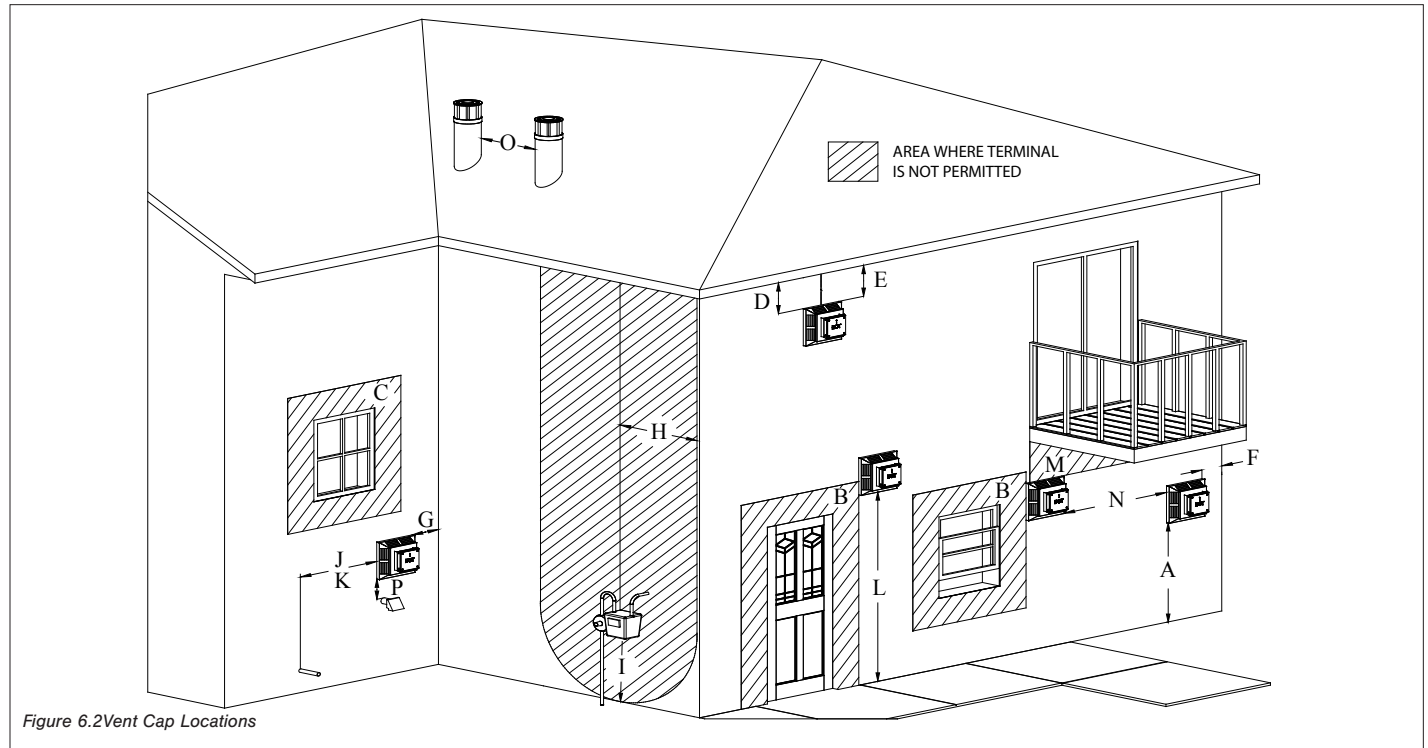 O
AREA WHERE TERMINAL
IS NOT PERMITTED
D
E
C
H
F
M
B
B
N
G
J
K
P
A
L
I
Figure 6.2Vent Cap Locations